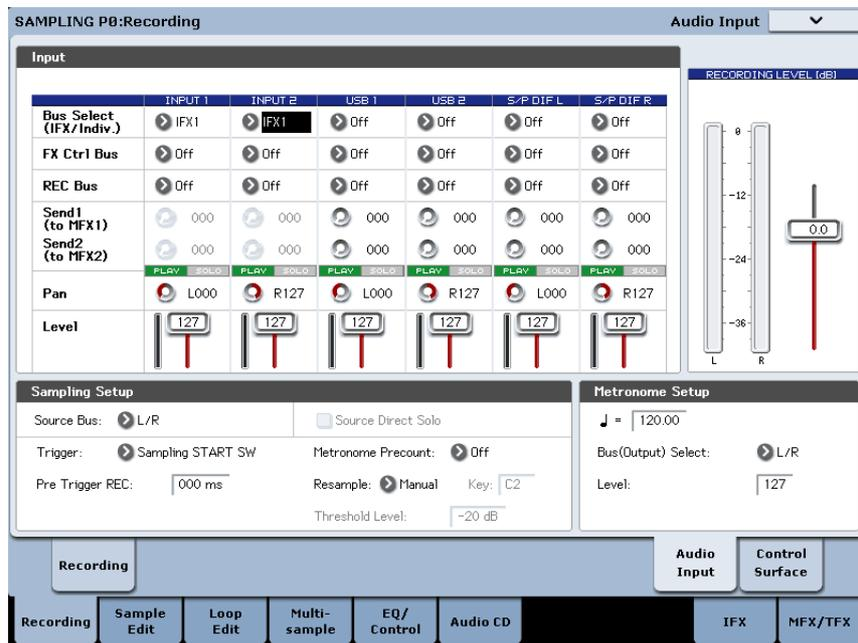 SAMPLING P0:Recording
Audio Input
Input
RECORDING LEVEL [dB]
INPUT 1 INPUT 2 USB 1 USB 2 S/P DIF L S/P DIF R
Bus Select
(IFX/Indiv.)
IFX1 IFX1 Off Off Off Off
FX Ctrl Bus Off Off Off Off Off Off
REC Bus Off Off Off Off Off Off
Send1
(to MFX1)
000 000 000 000 000 000
Send2
(to MFX2)
000 000 000 000 000 000
PLAY SOLO PLAY SOLO PLAY SOLO PLAY SOLO PLAY SOLO PLAY SOLO
Pan L000 R127 L000 R127 L000 R127
Level 127 127 127 127 127 127
0
-12
-24
-36
L R
0.0
Sampling Setup
Source Bus: L/R
Source Direct Solo
Trigger: Sampling START SW
Metronome Precount: Off
Pre Trigger REC: 000 ms
Resample: Manual
Key: C2
Threshold Level: -20 dB
Metronome Setup
♩ = 120.00
Bus(Output) Select: L/R
Level: 127
Recording
Audio
Input
Control
Surface
Recording
Sample
Edit
Loop
Edit
Multi-
sample
EQ/
Control
Audio CD
IFX
MFX/TFX